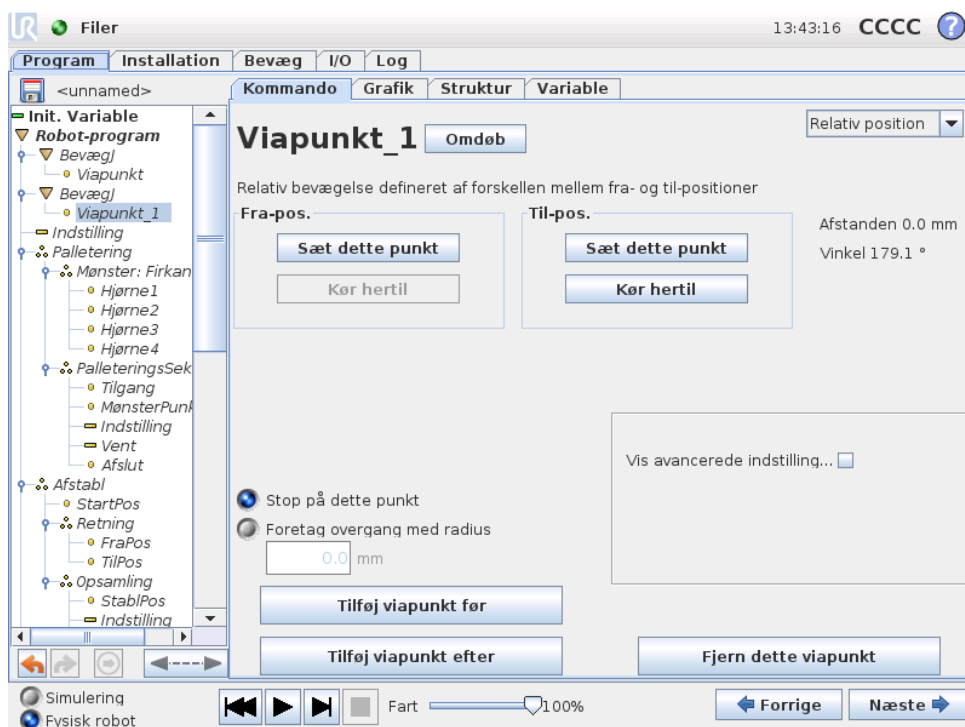 UR Filer 13:43:16 CCCC ?
Program Installation Bevæg I/O Log
<unnamed>
Kommando Grafik Struktur Variable
Init. Variable
Robot-program
BevægJ
Viapunkt
BevægJ
Viapunkt_1
Indstilling
Palletering
Mønster: Firkan
Hjørne1
Hjørne2
Hjørne3
Hjørne4
PalleteringsSek
Tilgang
MønsterPunk
Indstilling
Vent
Afslut
Afstabl
StartPos
Retning
FraPos
TilPos
Opsamling
StablPos
Indstilling
Viapunkt_1 Omdøb
Relativ position
Relativ bevægelse defineret af forskellen mellem fra- og til-positioner
Fra-pos.
Sæt dette punkt
Kør hertil
Til-pos.
Sæt dette punkt
Kør hertil
Afstanden 0.0 mm
Vinkel 179.1 °
Vis avancerede indstilling...
Stop på dette punkt
Foretag overgang med radius
0.0 mm
Tilføj viapunkt før
Tilføj viapunkt efter
Fjern dette viapunkt
Simulering
Fysisk robot
Fart 100%
Forrige
Næste